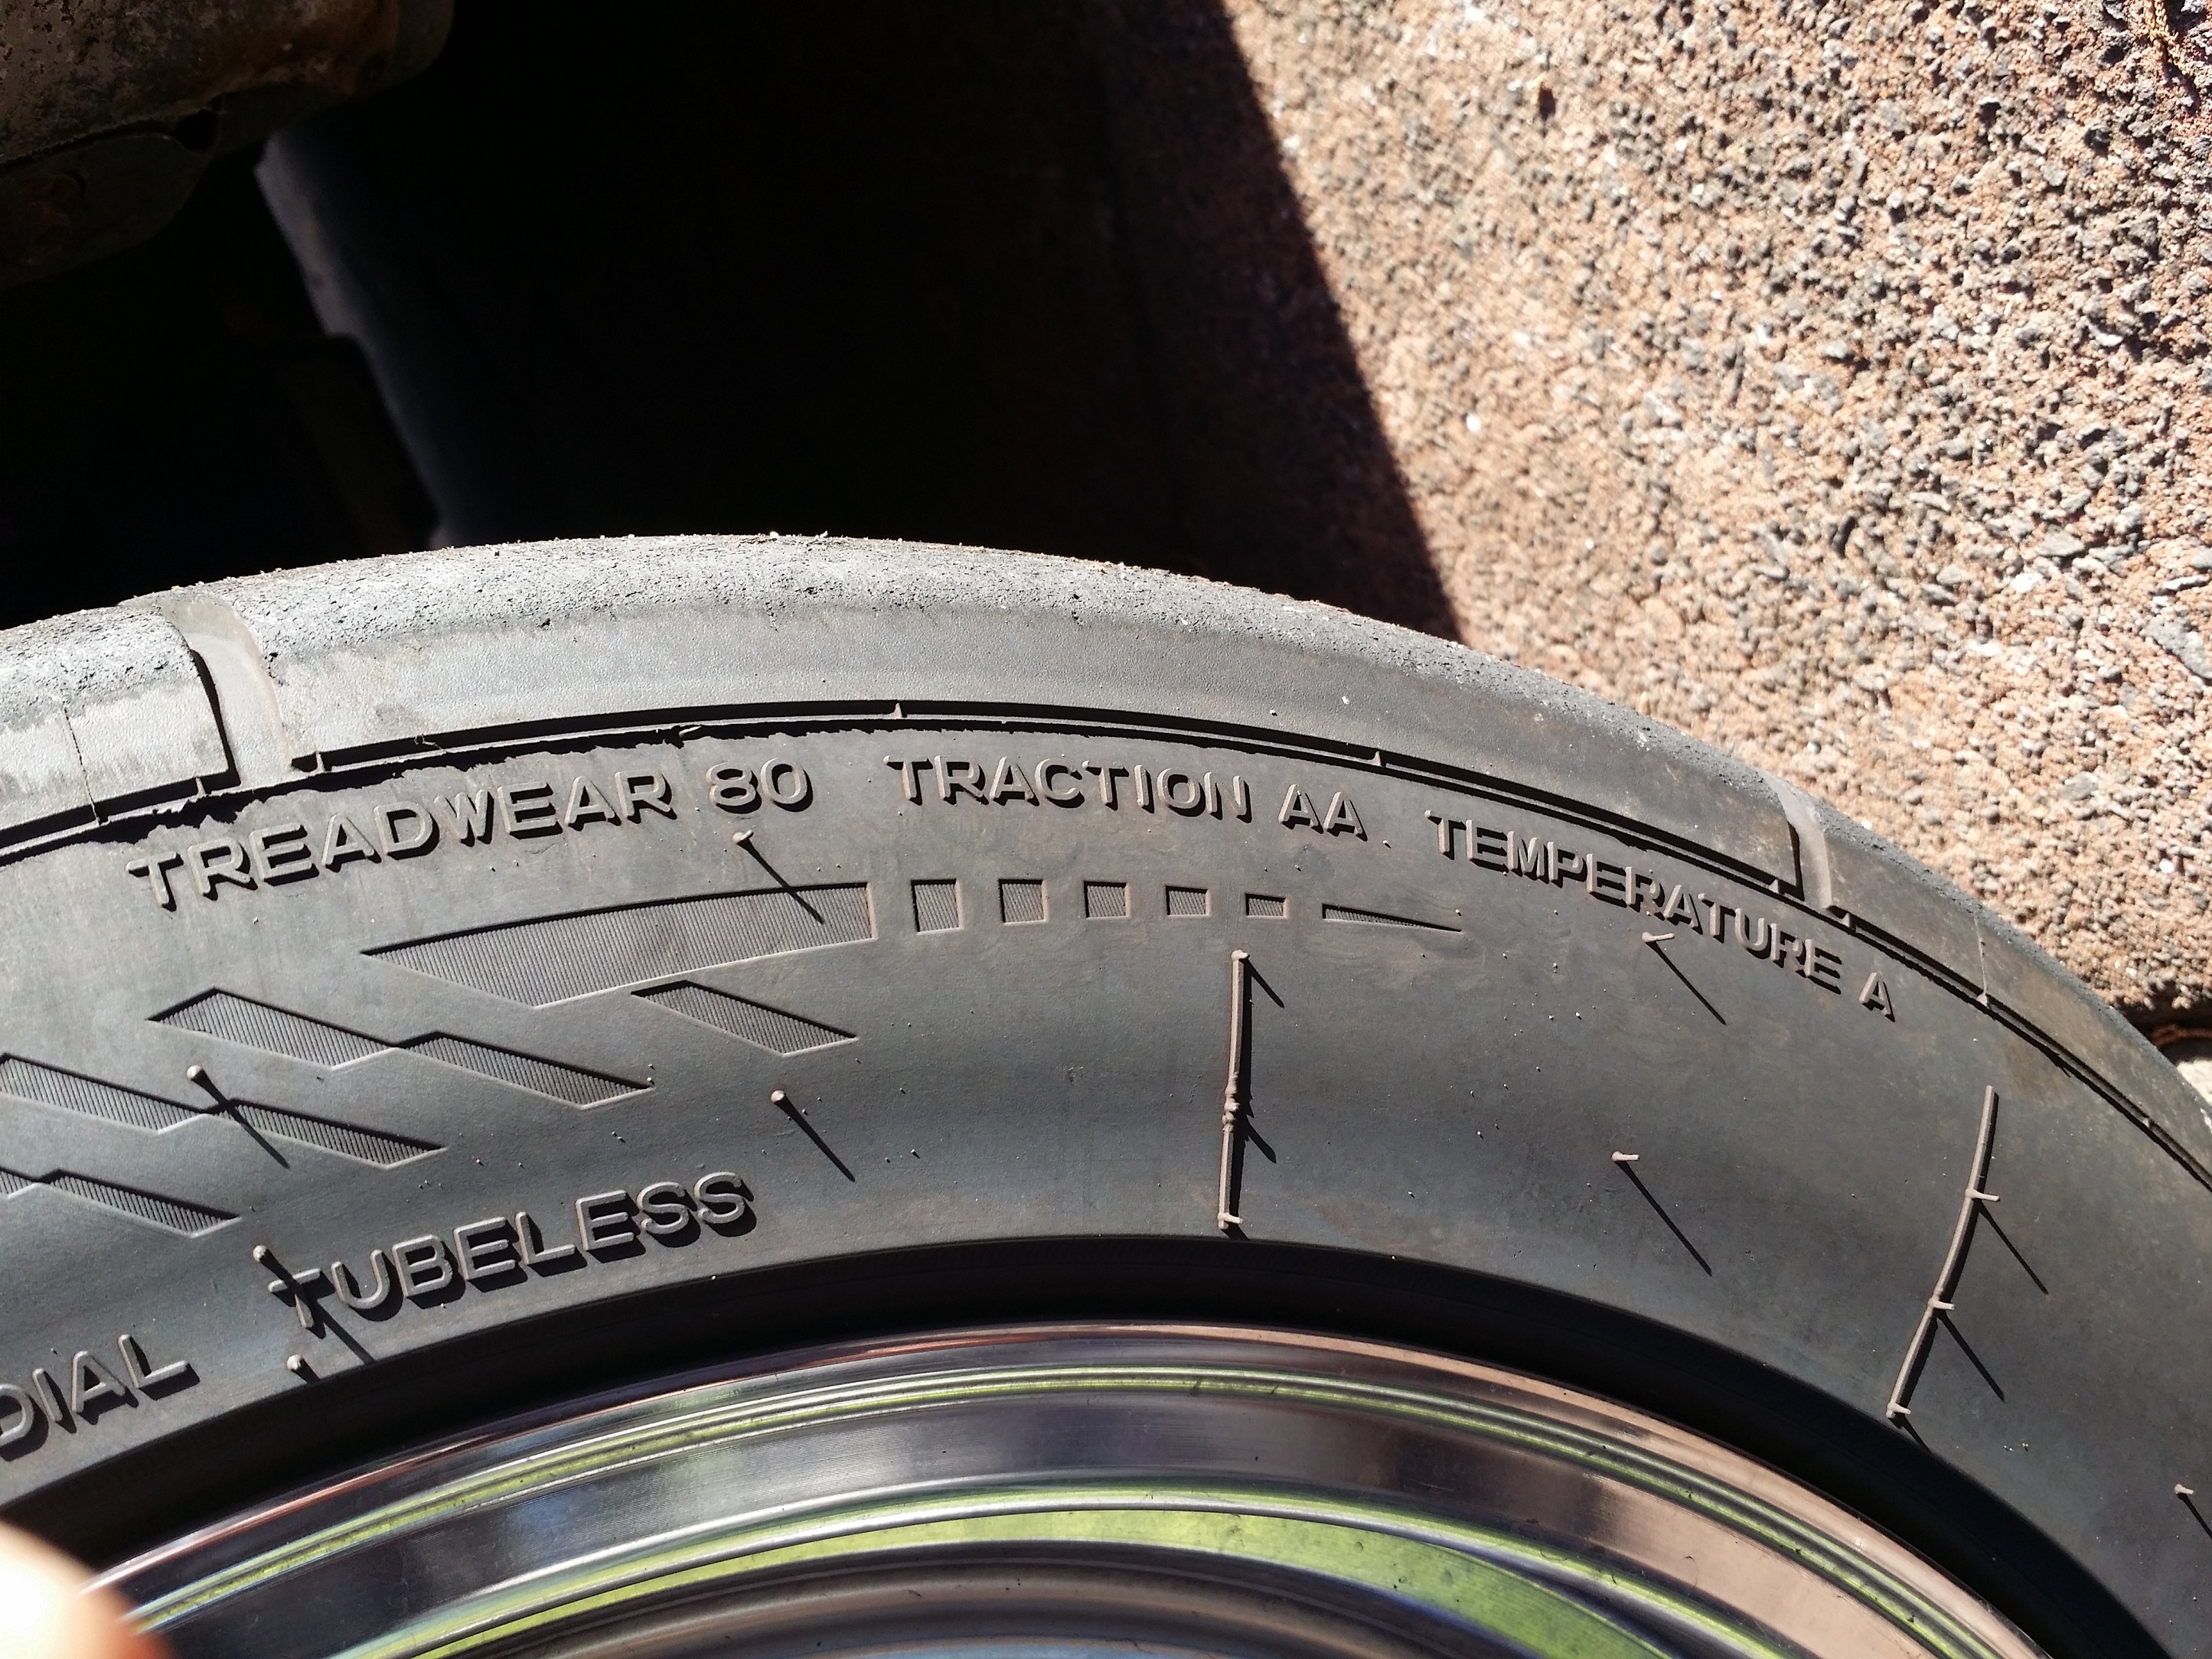 TREADWEAR 80 TRACTION AA TEMPERATURE A
DIAL TUBELESS